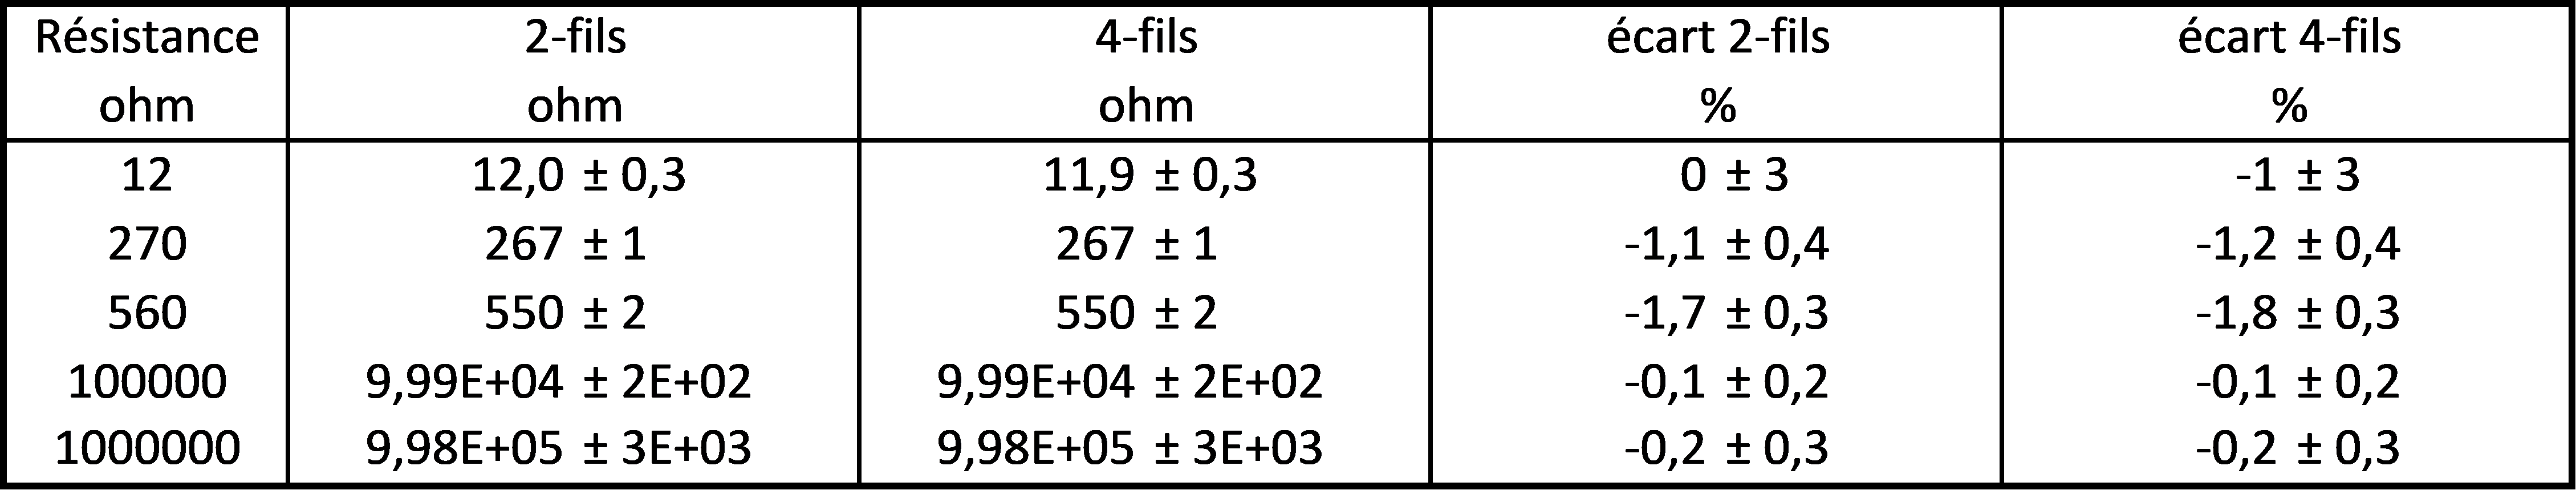 Résistance 2-fils 4-fils écart 2-fils écart 4-fils
ohm ohm ohm % %
12 12,0 ± 0,3 11,9 ± 0,3 0 ± 3 -1 ± 3
270 267 ± 1 267 ± 1 -1,1 ± 0,4 -1,2 ± 0,4
560 550 ± 2 550 ± 2 -1,7 ± 0,3 -1,8 ± 0,3
100000 9,99E+04 ± 2E+02 9,99E+04 ± 2E+02 -0,1 ± 0,2 -0,1 ± 0,2
1000000 9,98E+05 ± 3E+03 9,98E+05 ± 3E+03 -0,2 ± 0,3 -0,2 ± 0,3